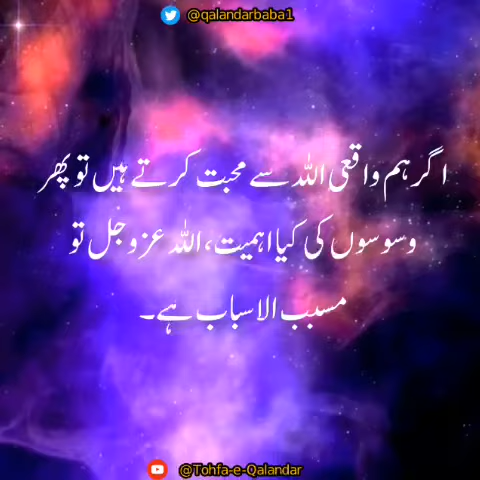 @qalandarbaba1
اگر ہم واقعی اللہ سے محبت کرتے ہیں تو پھر
وسوسوں کی کیا اہمیت، اللہ عزوجل تو
مسبب الاسباب ہے۔
@Tohfa-e-Qalandar